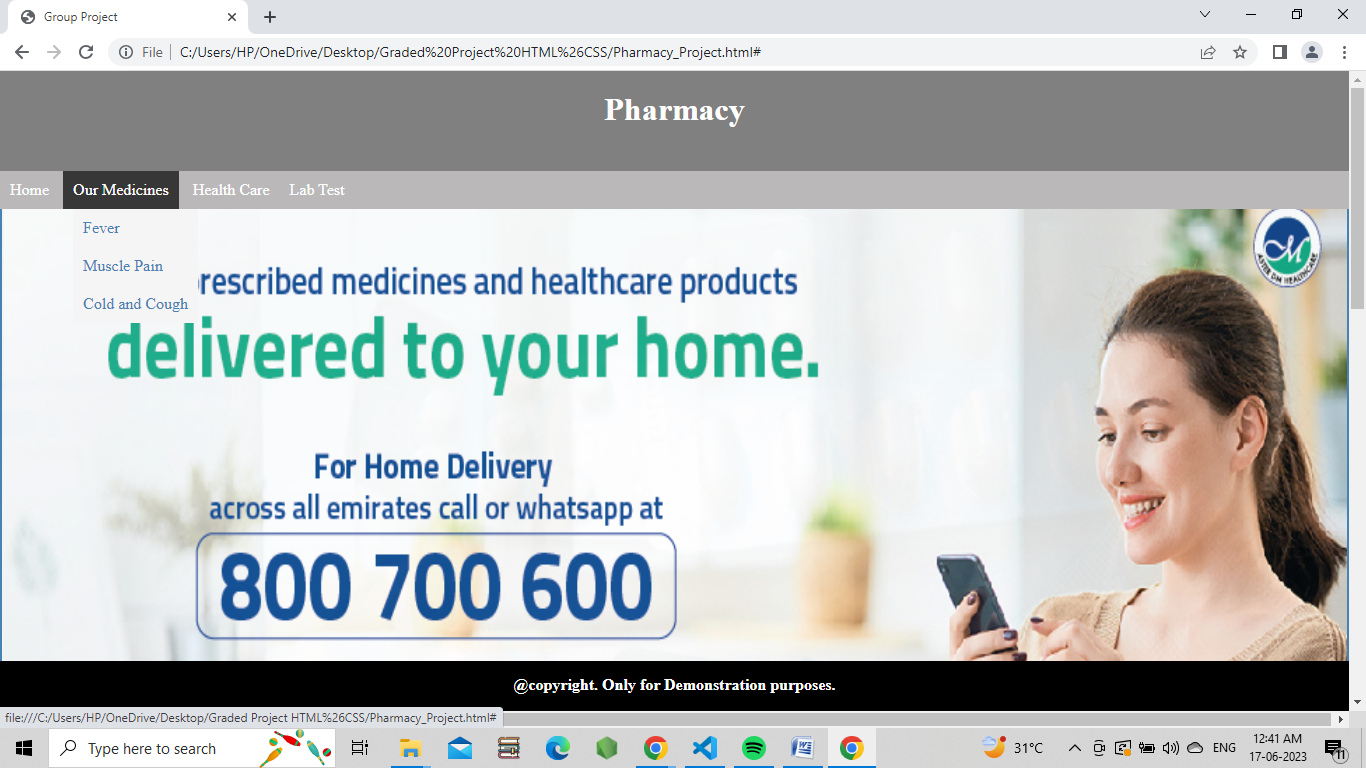 Group Project
File
C:/Users/HP/OneDrive/Desktop/Graded%20Project%20HTML%26CSS/Pharmacy_Project.html#
Pharmacy
Home Our Medicines Health Care Lab Test
Fever
Muscle Pain
Cold and Cough
rescribed medicines and healthcare products
delivered to your home.
ASTER DM HEALTHCARE
For Home Delivery
across all emirates call or whatsapp at
800 700 600
@copyright. Only for Demonstration purposes.
file:///C:/Users/HP/OneDrive/Desktop/Graded Project HTML%26CSS/Pharmacy_Project.html#
Type here to search
31°C
ENG
12:41 AM
17-06-2023
11